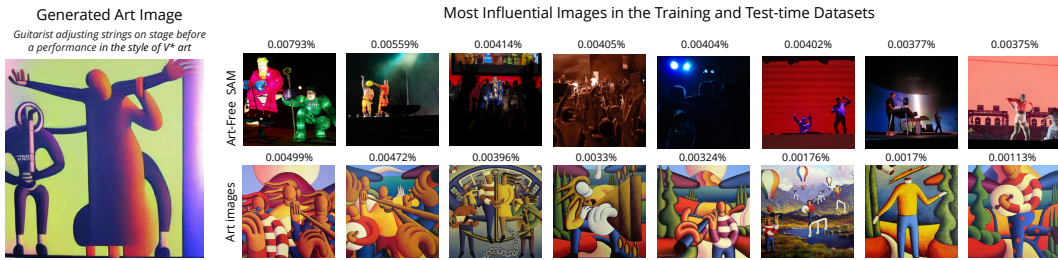 Generated Art Image
Guitarist adjusting strings on stage before
a performance in the style of V* art
Most Influential Images in the Training and Test-time Datasets
Art-Free SAM
0.00793% 0.00559% 0.00414% 0.00405% 0.00404% 0.00402% 0.00377% 0.00375%
Art images
0.00499% 0.00472% 0.00396% 0.0033% 0.00324% 0.00176% 0.0017% 0.00113%